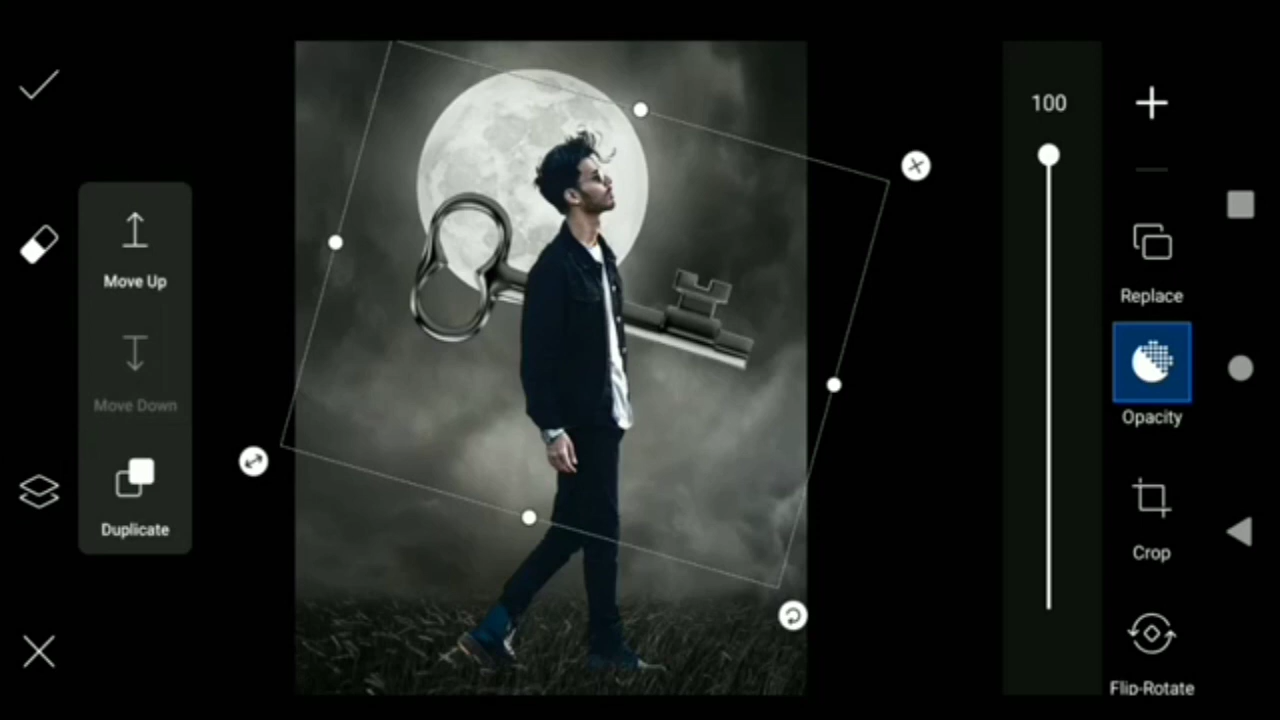 Move Up
Move Down
Duplicate
100
Replace
Opacity
Crop
Flip-Rotate